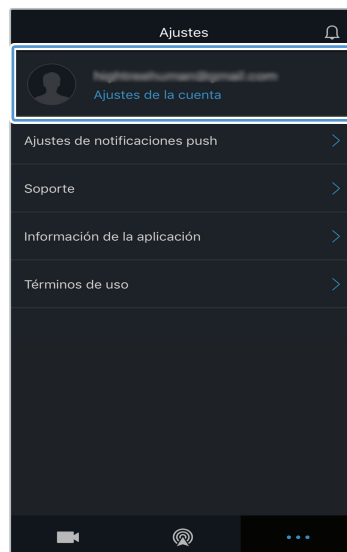 Ajustes
Ajustes de la cuenta
Ajustes de notificaciones push
Soporte
Información de la aplicación
Términos de uso